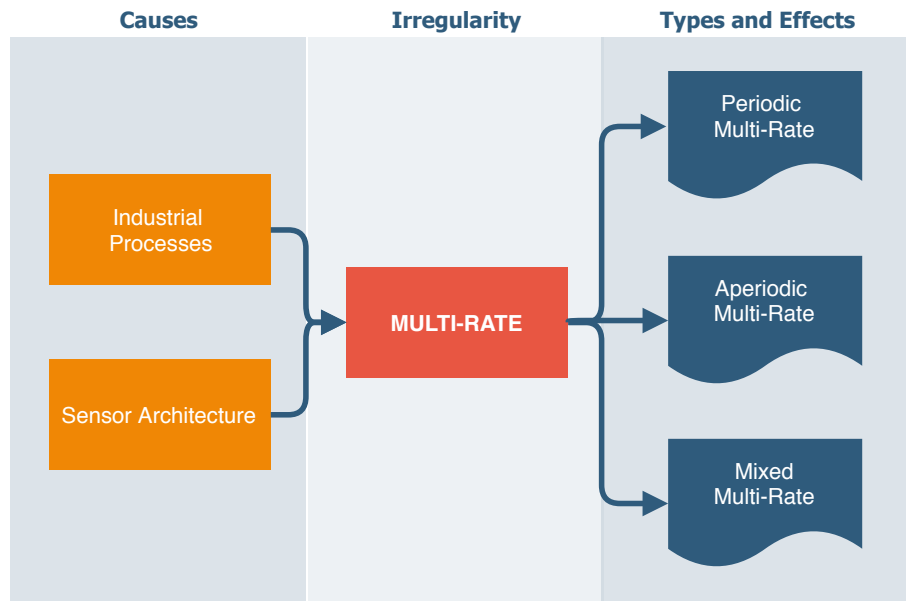 Causes
Irregularity
Types and Effects
Industrial
Processes
Sensor Architecture
MULTI-RATE
Periodic
Multi-Rate
Aperiodic
Multi-Rate
Mixed
Multi-Rate